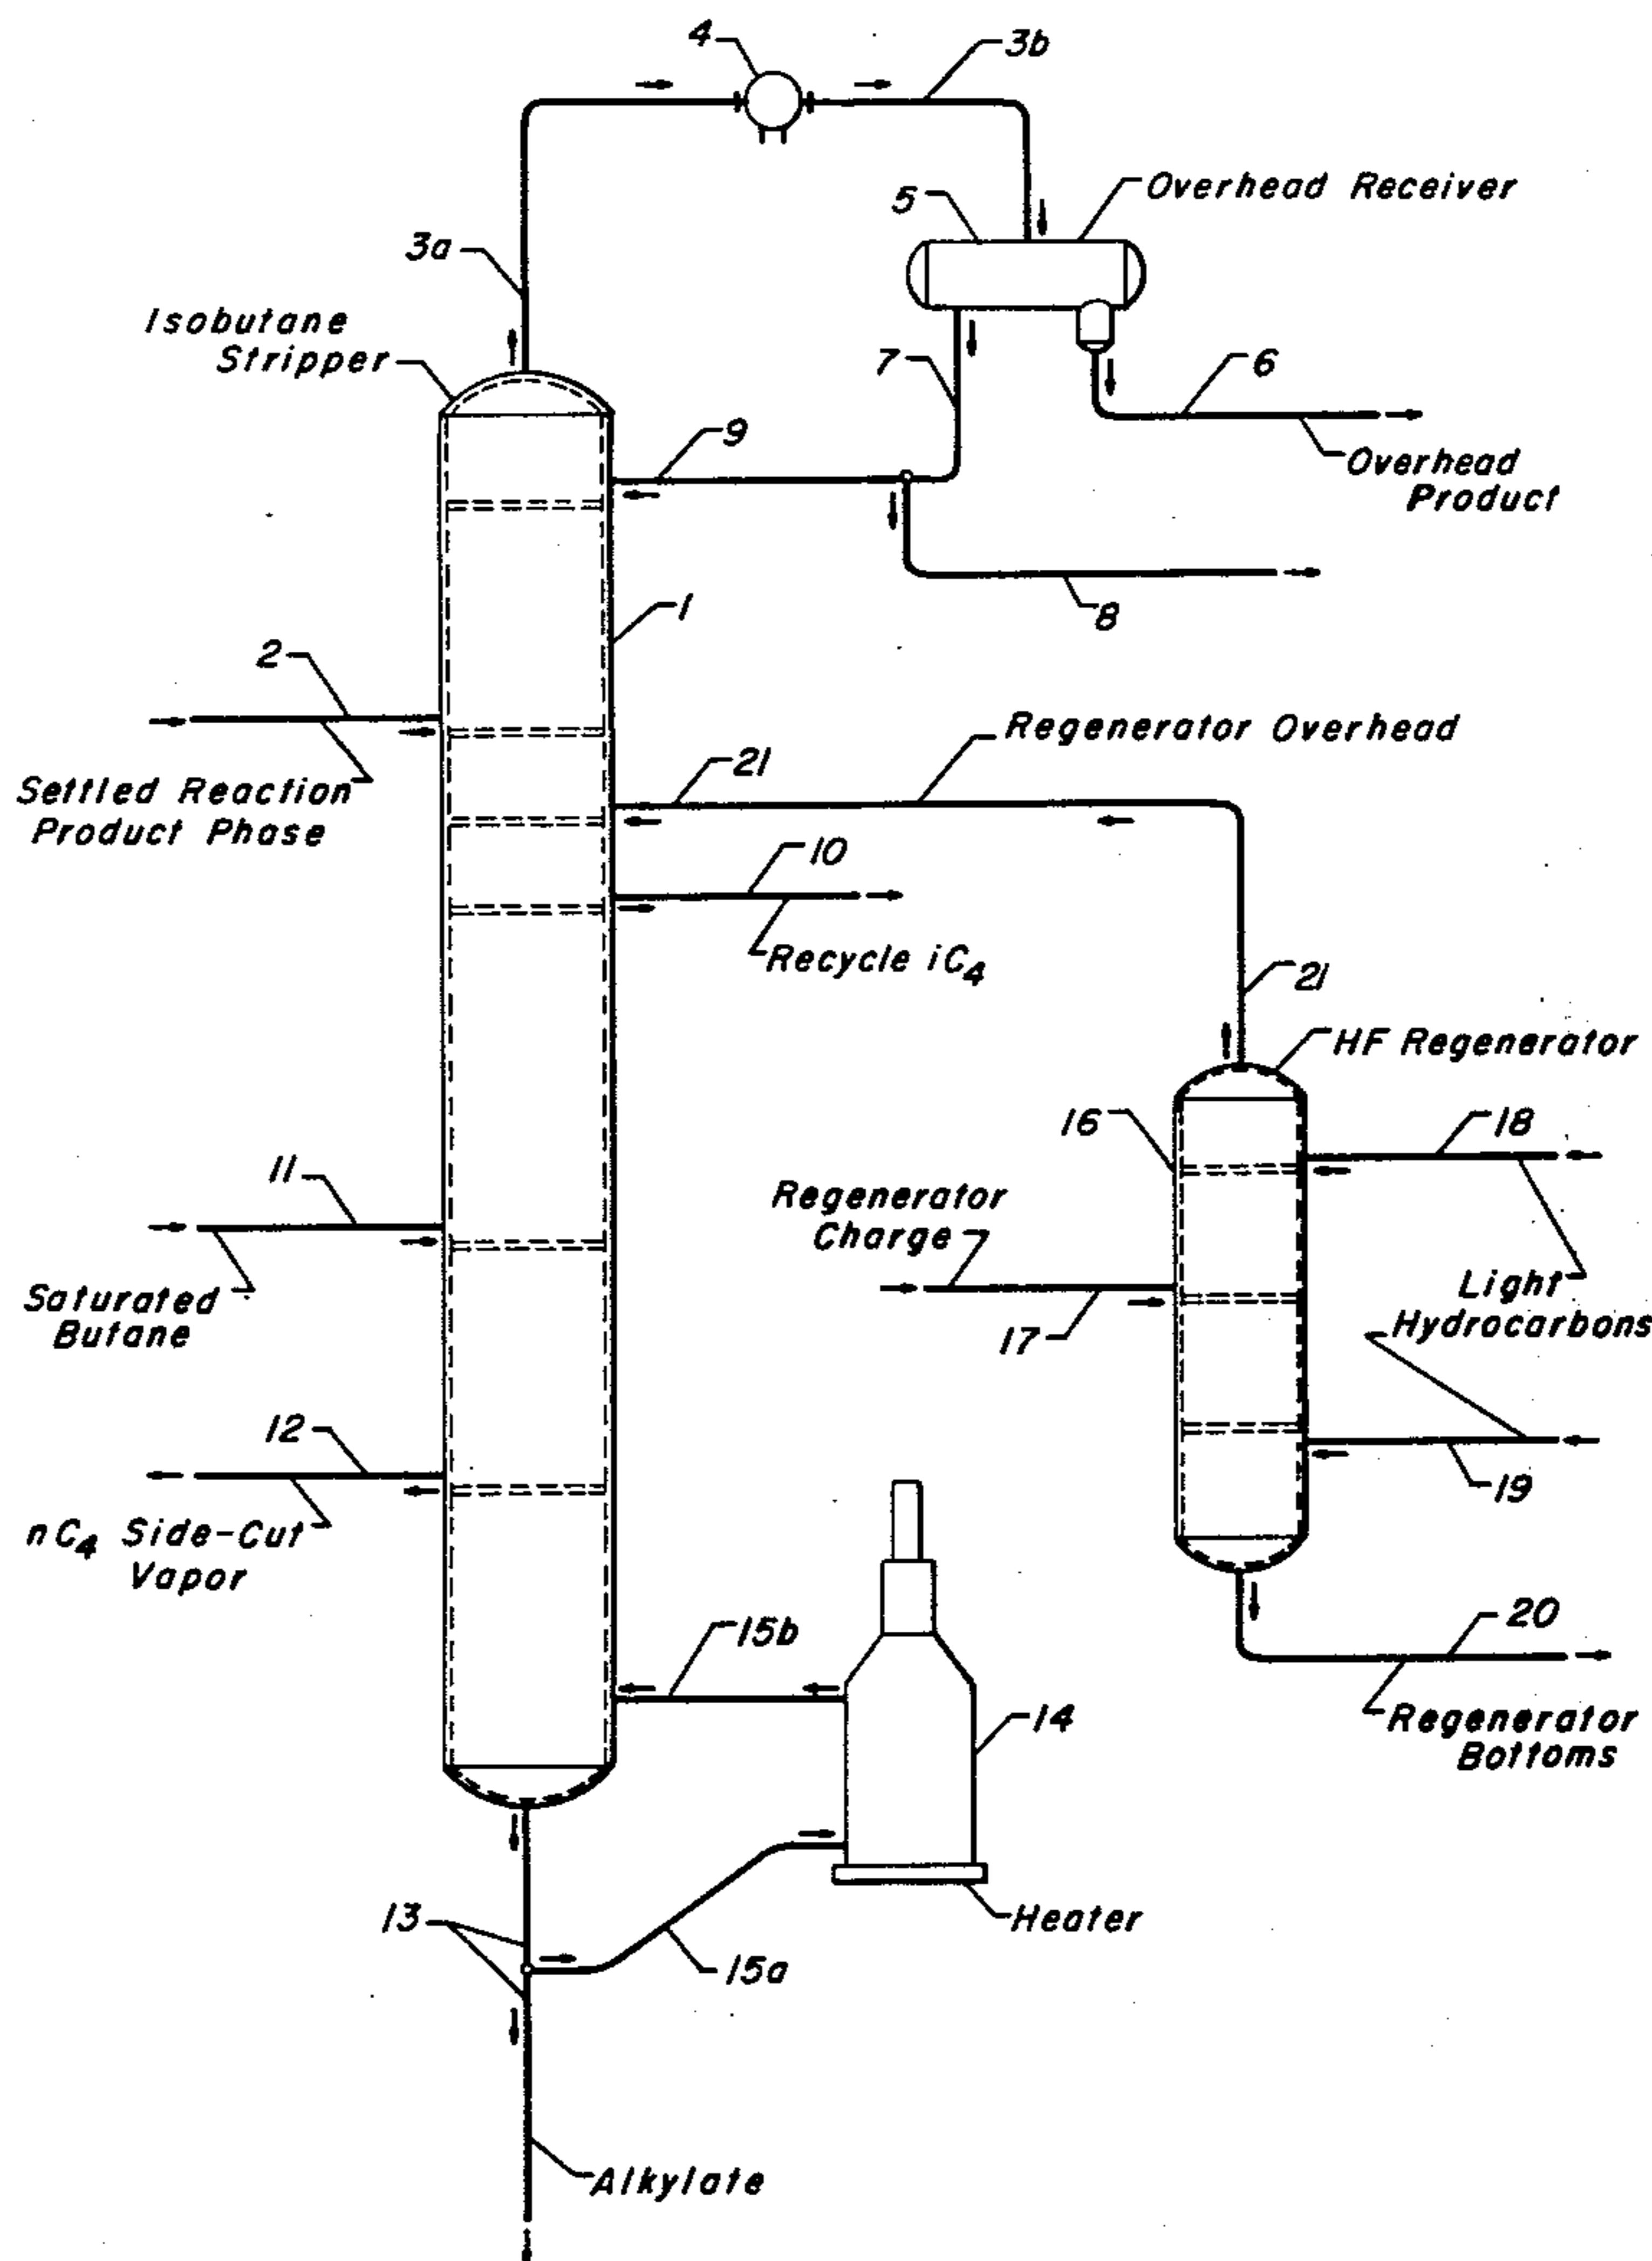 4
3b
5
Overhead Receiver
3a
Isobutane
Stripper
7
6
9
Overhead
Product
1
8
2
Regenerator Overhead
21
Settled Reaction
Product Phase
10
Recycle iC4
21
HF Regenerator
16
18
11
Regenerator
Charge
Saturated
Butane
Light
Hydrocarbons
17
12
19
nC4 Side-Cut
Vapor
15b
20
14
Regenerator
Bottoms
13
Heater
15a
Alkylate